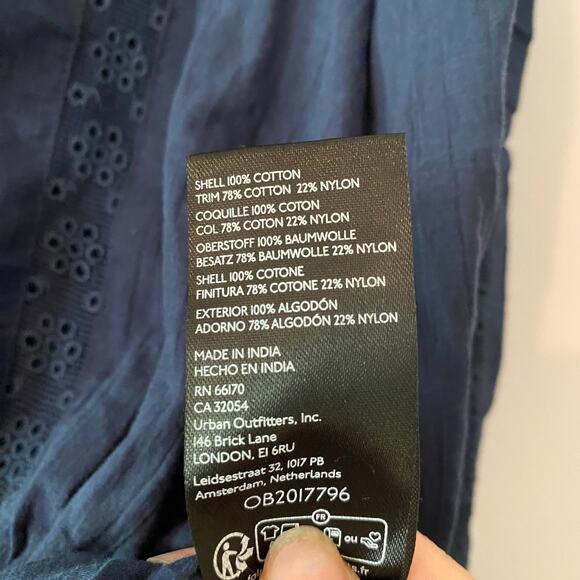 SHELL 100% COTTON
TRIM 78% COTTON 22% NYLON
COQUILLE 100% COTON
COL 78% COTON 22% NYLON
OBERSTOFF 100% BAUMWOLLE
BESATZ 78% BAUMWOLLE 22% NYLON
SHELL 100% COTONE
FINITURA 78% COTONE 22% NYLON
EXTERIOR 100% ALGODÓN
ADORNO 78% ALGODÓN 22% NYLON
MADE IN INDIA
HECHO EN INDIA
RN 66170
CA 32054
Urban Outfitters, Inc.
146 Brick Lane
LONDON, E1 6RU
Leidsestraat 32, 1017 PB
Amsterdam, Netherlands
OB2017796
FR
ou